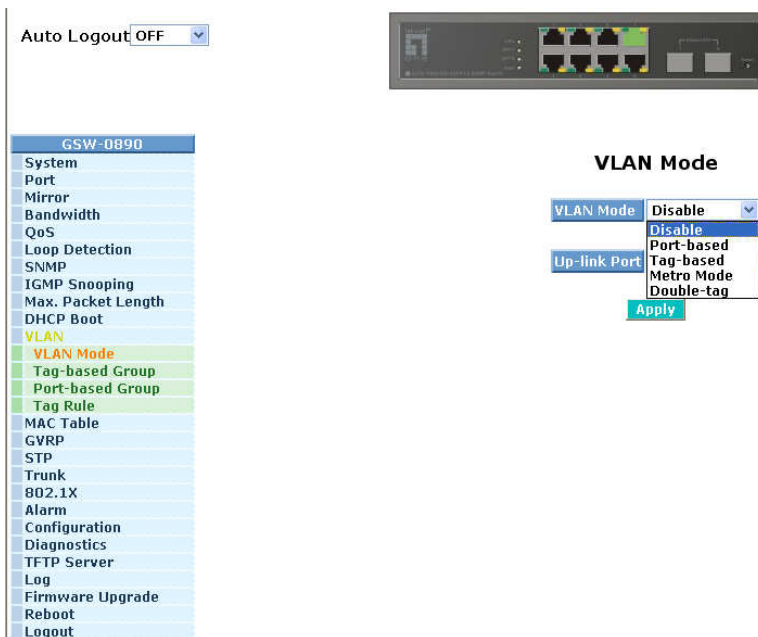 Auto Logout OFF
GSW-0890
System
Port
Mirror
Bandwidth
QoS
Loop Detection
SNMP
IGMP Snooping
Max. Packet Length
DHCP Boot
VLAN
VLAN Mode
Tag-based Group
Port-based Group
Tag Rule
MAC Table
GVRP
STP
Trunk
802.1X
Alarm
Configuration
Diagnostics
TFTP Server
Log
Firmware Upgrade
Reboot
Logout
VLAN Mode
VLAN Mode Disable
Disable
Port-based
Up-link Port Tag-based
Metro Mode
Double-tag
Apply